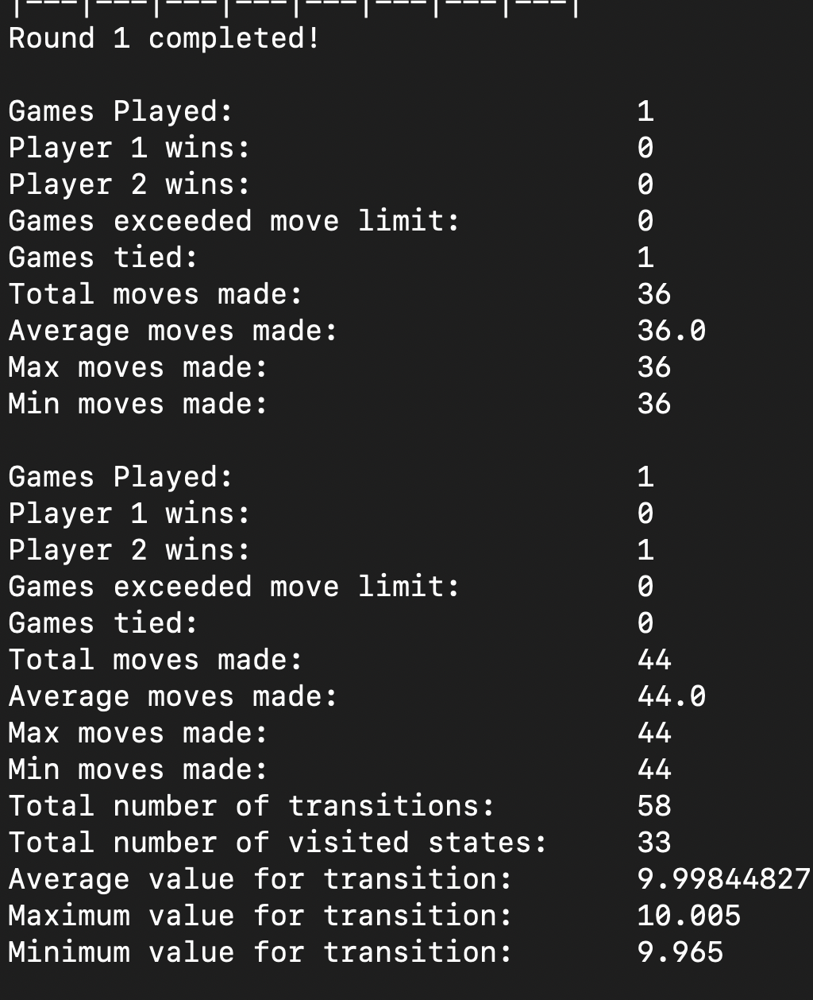 |---|---|---|---|---|---|---|---|
Round 1 completed!

Games Played: 1
Player 1 wins: 0
Player 2 wins: 0
Games exceeded move limit: 0
Games tied: 1
Total moves made: 36
Average moves made: 36.0
Max moves made: 36
Min moves made: 36

Games Played: 1
Player 1 wins: 0
Player 2 wins: 1
Games exceeded move limit: 0
Games tied: 0
Total moves made: 44
Average moves made: 44.0
Max moves made: 44
Min moves made: 44
Total number of transitions: 58
Total number of visited states: 33
Average value for transition: 9.99844827
Maximum value for transition: 10.005
Minimum value for transition: 9.965